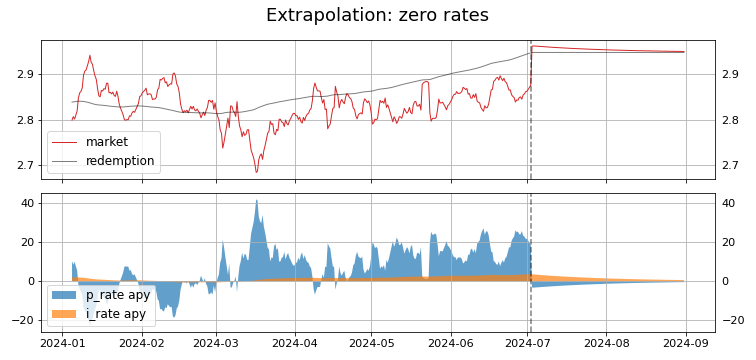 Extrapolation: zero rates
2.9 2.9
2.8 2.8
2.7 2.7
market
redemption
40 40
20 20
0 0
−20 −20
p_rate apy
i_rate apy
2024-01 2024-02 2024-03 2024-04 2024-05 2024-06 2024-07 2024-08 2024-09